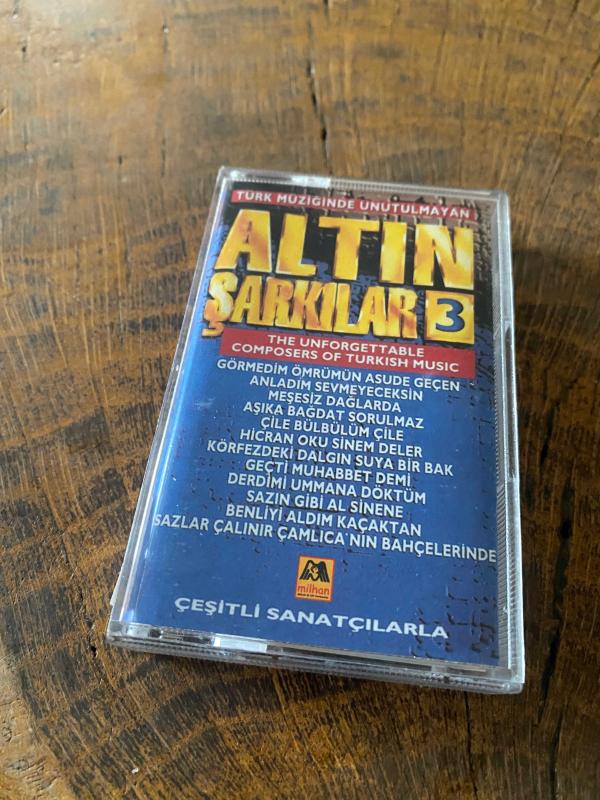 TÜRK MÜZİĞİNDE UNUTULMAYAN
ALTIN
ŞARKILAR 3
THE UNFORGETTABLE
COMPOSERS OF TURKISH MUSIC
GÖRMEDİM ÖMRÜMÜN ASUDE GEÇEN
ANLADIM SEVMEYECEKSİN
MEŞESİZ DAĞLARDA
AŞIKA BAĞDAT SORULMAZ
ÇİLE BÜLBÜLÜM ÇİLE
HİCRAN OKU SİNEM DELER
KÖRFEZDEKİ DALGIN SUYA BİR BAK
GEÇTİ MUHABBET DEMİ
DERDİMİ UMMANA DÖKTÜM
SAZIN GİBİ AL SİNENE
BENLİYİ ALDIM KAÇAKTAN
SAZLAR ÇALINIR ÇAMLICA'NIN BAHÇELERİNDE
milhan
ÇEŞİTLİ SANATÇILARLA